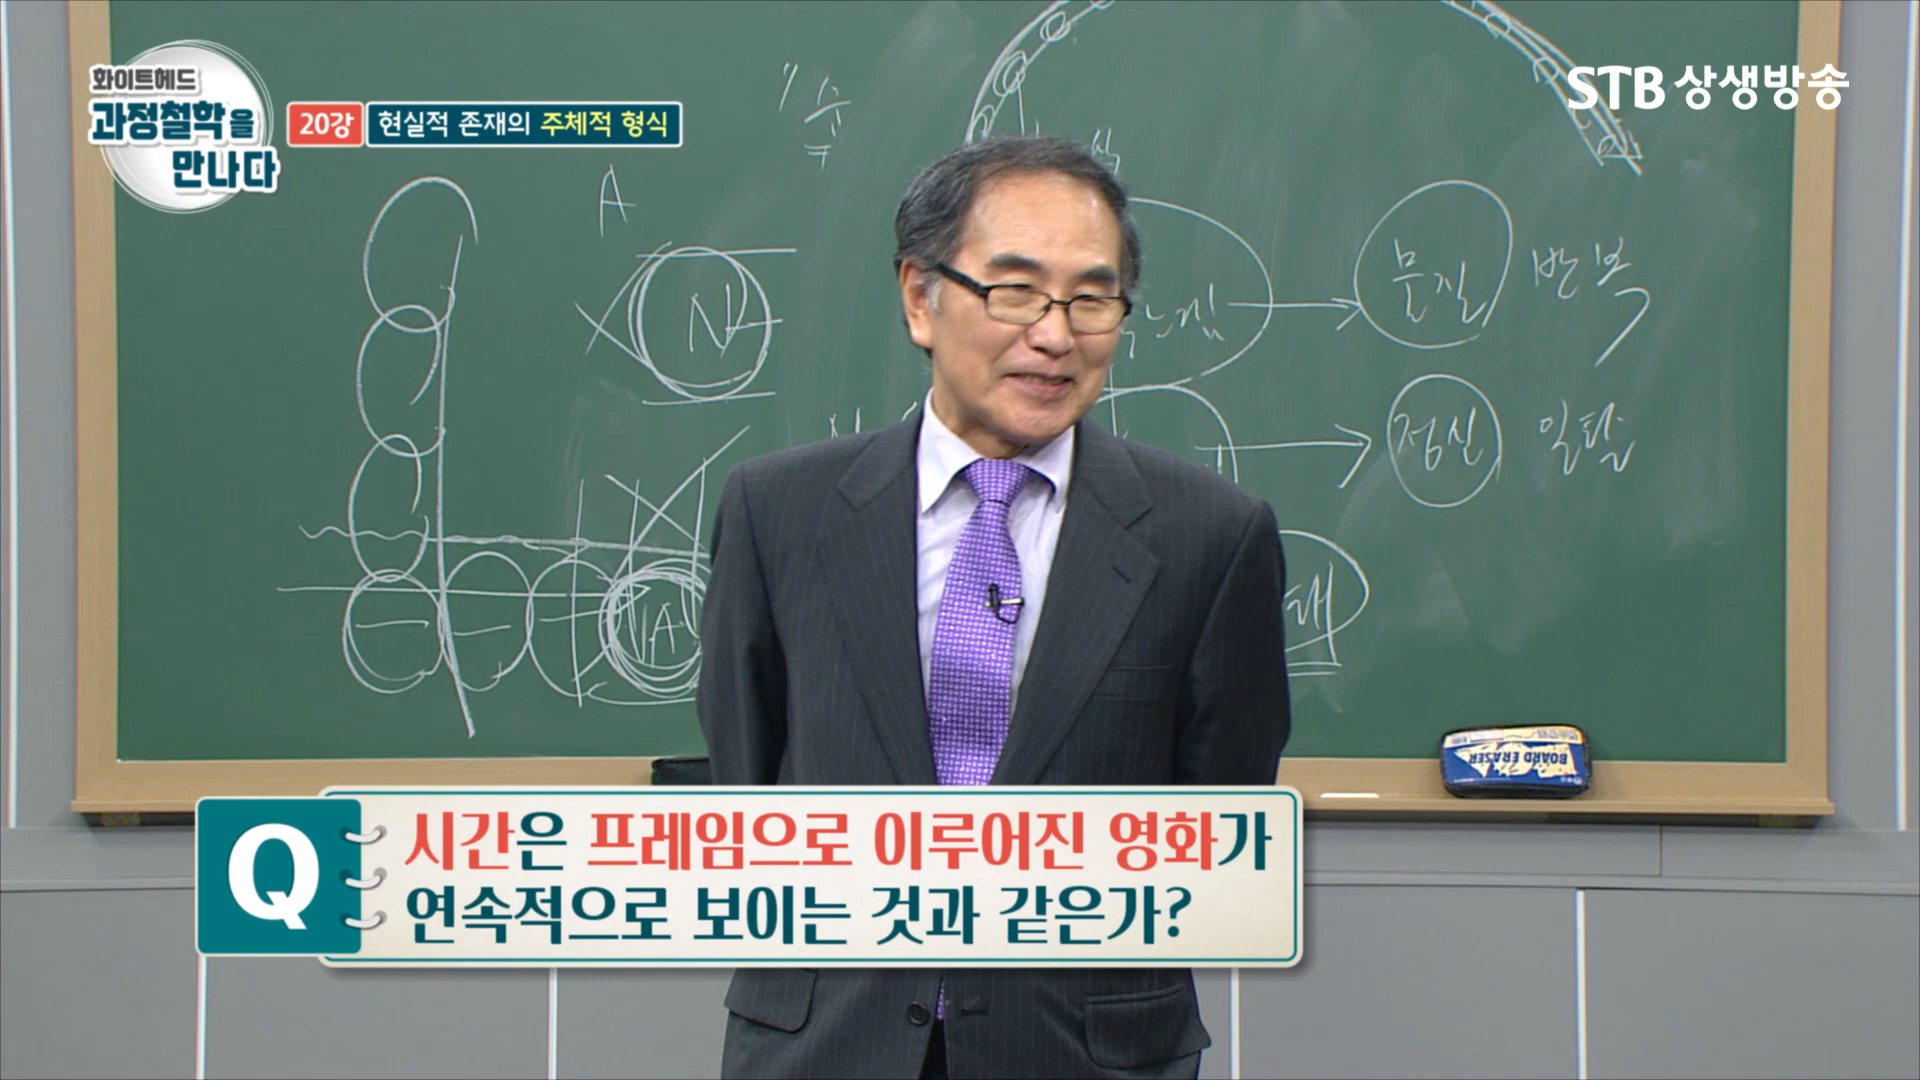 화이트헤드
과정철학을
만나다
20강 현실적 존재의 주체적 형식
STB 상생방송
A
N
물질 반복
정신 일탈
A
BOARD ERASER
Q
시간은 프레임으로 이루어진 영화가
연속적으로 보이는 것과 같은가?